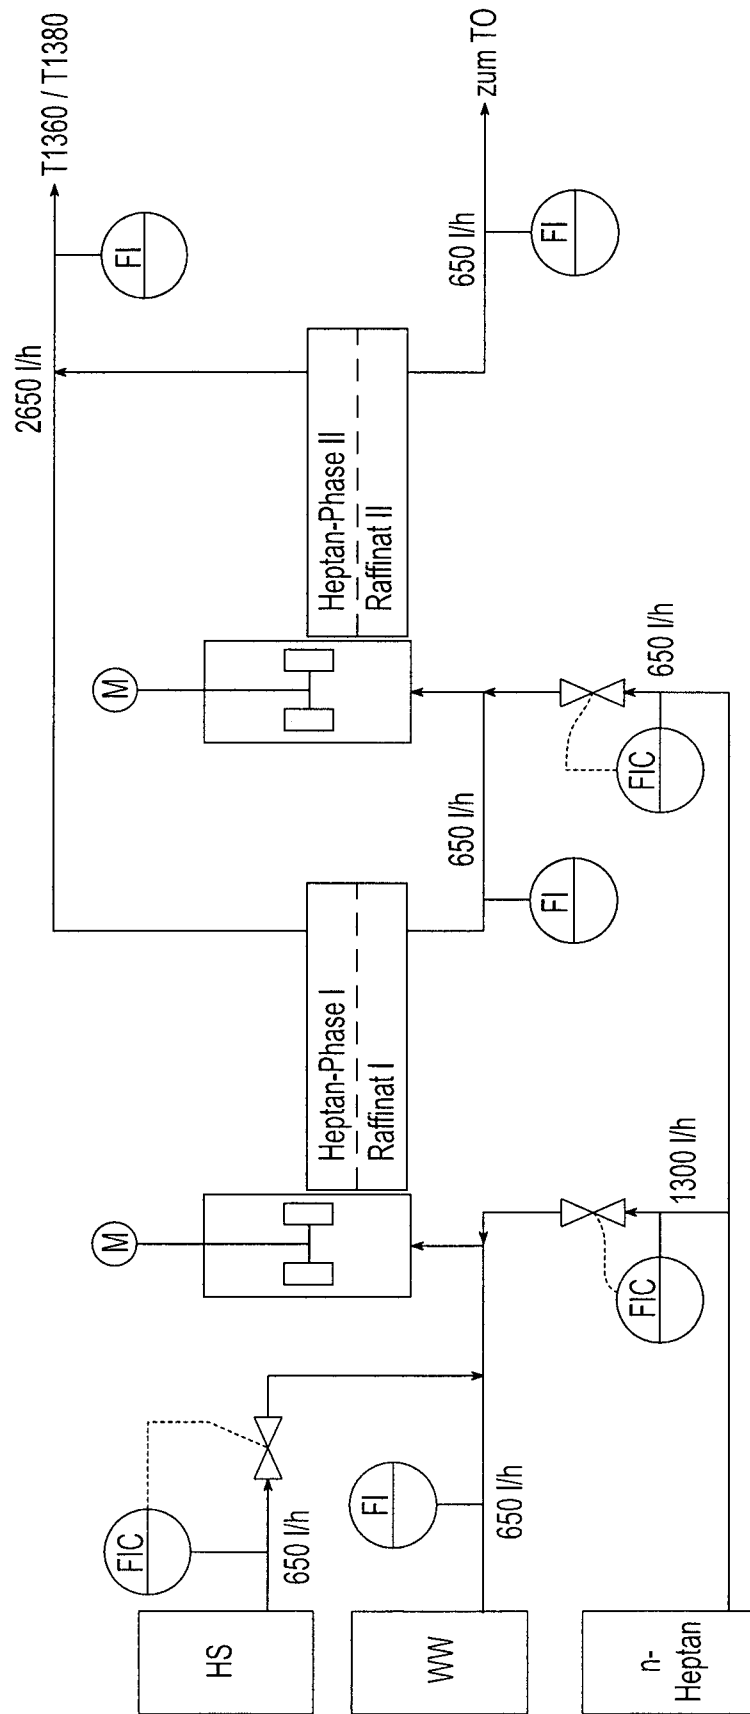 T1360 / T1380
2650 l/h
FI
zum TO
650 l/h
FI
Heptan-Phase II
Raffinat II
M
650 l/h
FIC
650 l/h
FI
Heptan-Phase I
Raffinat I
M
1300 l/h
FIC
FIC
650 l/h
HS
FI
650 l/h
WW
n-
Heptan